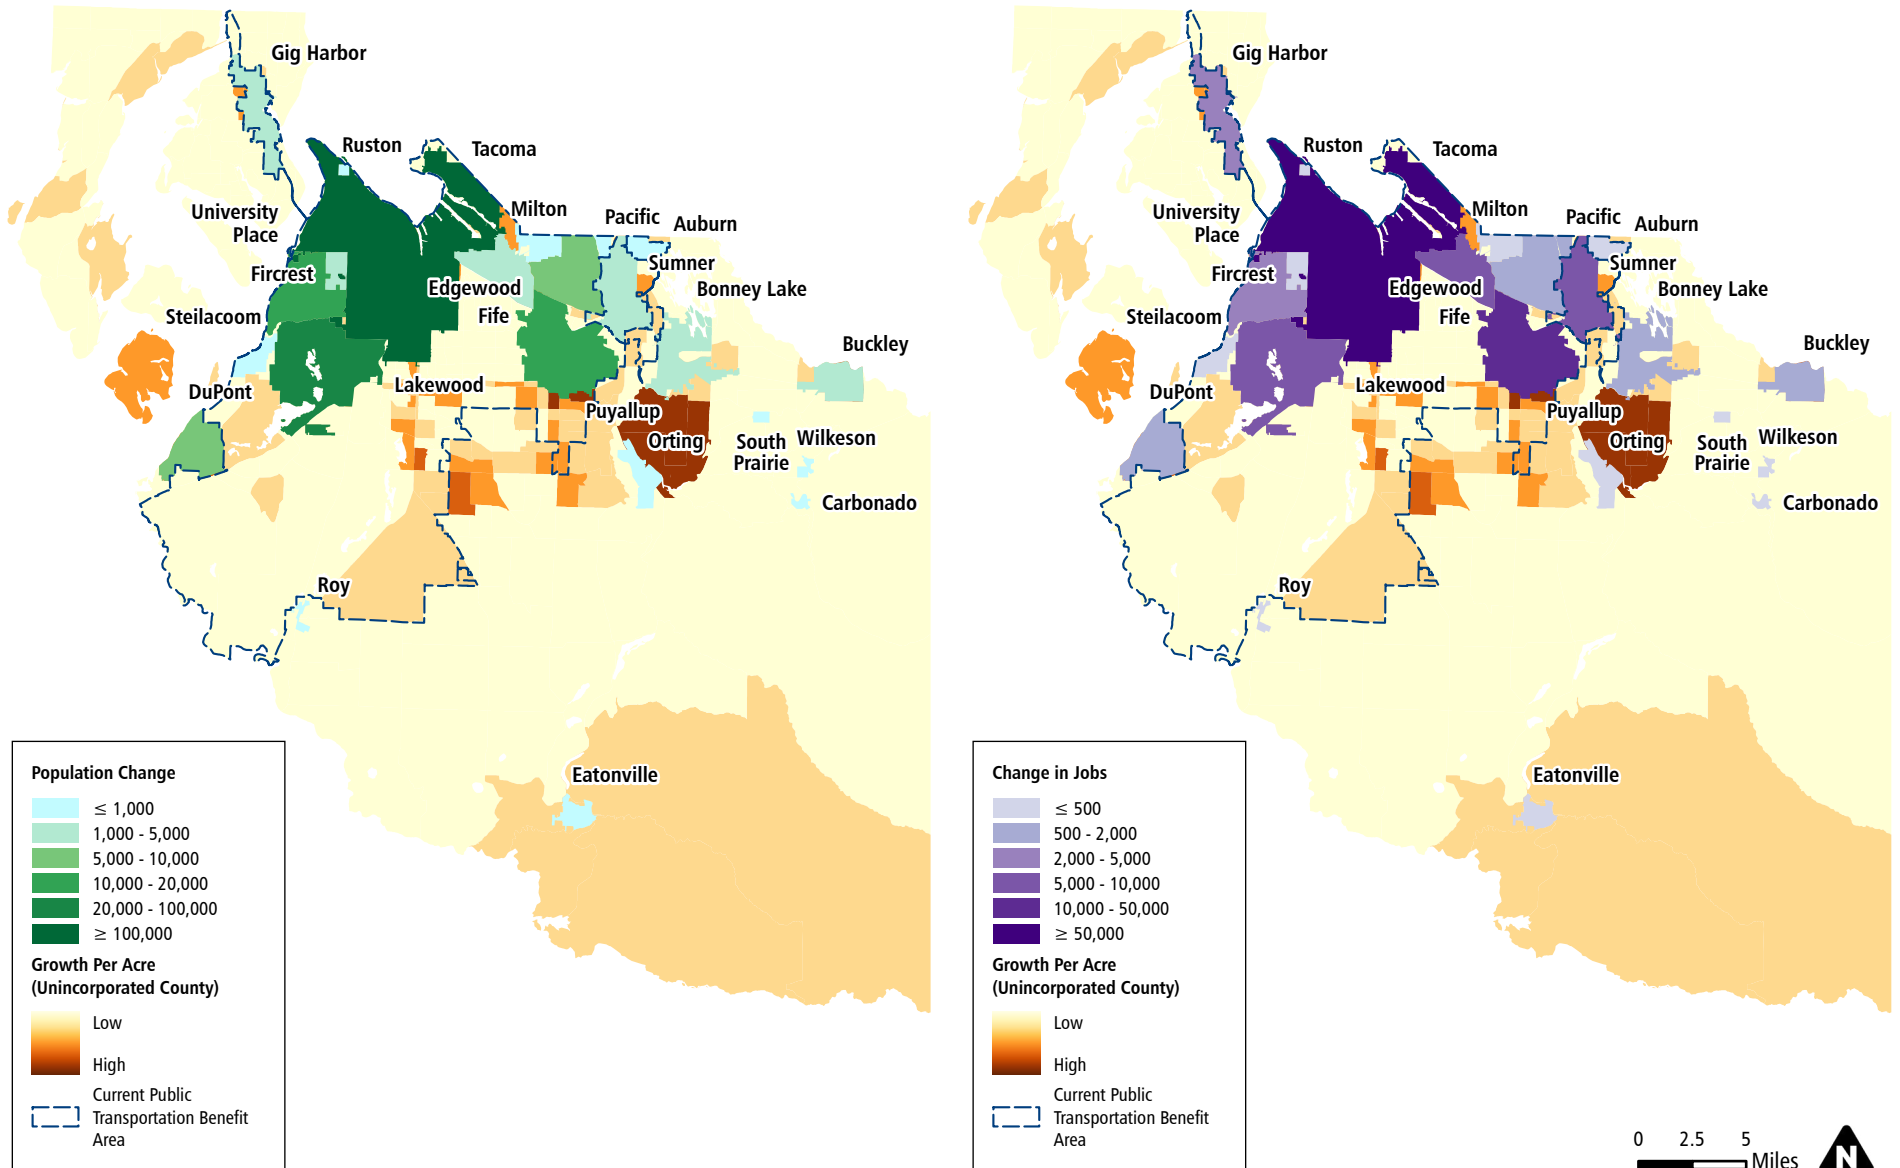 Gig Harbor
Ruston
Tacoma
University
Place
Milton
Pacific
Auburn
Fircrest
Sumner
Edgewood
Bonney Lake
Steilacoom
Fife
Buckley
DuPont
Lakewood
Puyallup
Orting
South
Prairie
Wilkeson
Carbonado
Roy
Eatonville
Population Change
≤ 1,000
1,000 - 5,000
5,000 - 10,000
10,000 - 20,000
20,000 - 100,000
≥ 100,000
Growth Per Acre
(Unincorporated County)
Low
High
Current Public
Transportation Benefit
Area
Gig Harbor
Ruston
Tacoma
University
Place
Milton
Pacific
Auburn
Fircrest
Sumner
Edgewood
Bonney Lake
Steilacoom
Fife
Buckley
DuPont
Lakewood
Puyallup
Orting
South
Prairie
Wilkeson
Carbonado
Roy
Eatonville
Change in Jobs
≤ 500
500 - 2,000
2,000 - 5,000
5,000 - 10,000
10,000 - 50,000
≥ 50,000
Growth Per Acre
(Unincorporated County)
Low
High
Current Public
Transportation Benefit
Area
0 2.5 5
Miles
N